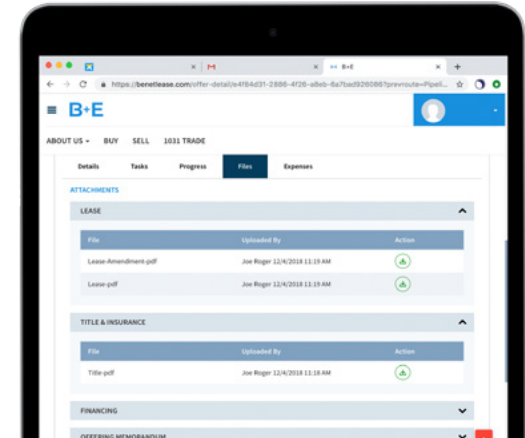 B+E
https://benetlease.com/offer-detail/e4f84d31-2886-4f26-a8eb-6a7bad926086?prevroute=Pipeli...
B+E
ABOUT US BUY SELL 1031 TRADE
Details Tasks Progress Files Expenses
ATTACHMENTS
LEASE
File Uploaded By Action
Lease-Amendment-pdf Joe Roger 12/4/2018 11:19 AM
Lease-pdf Joe Roger 12/4/2018 11:19 AM
TITLE & INSURANCE
File Uploaded By Action
Title-pdf Joe Roger 12/4/2018 11:18 AM
FINANCING
OFFERING MEMORANDUM